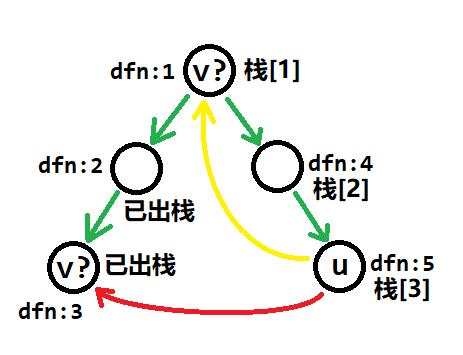 dfn:1 v? 栈[1]
dfn:2
已出栈
dfn:4
栈[2]
v? 已出栈
dfn:3
u dfn:5
栈[3]